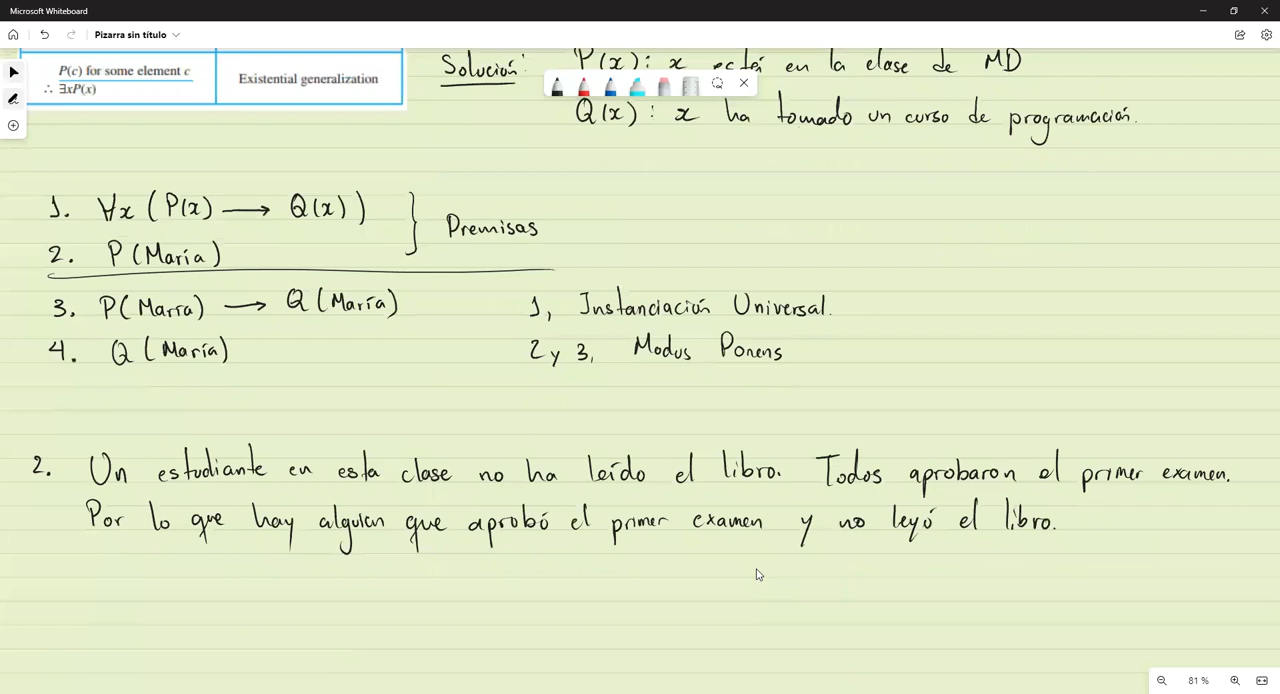 Microsoft Whiteboard
Pizarra sin título
P(c) for some element c
∴ ∃xP(x)
Existential generalization
Solución: P(x): x está en la clase de MD
Q(x): x ha tomado un curso de programación.
1. ∀x (P(x) → Q(x))
Premisas
2. P(María)
3. P(María) → Q(María) 1, Instanciación Universal.
4. Q(María) 2 y 3, Modus Ponens
2. Un estudiante en esta clase no ha leído el libro. Todos aprobaron el primer examen.
Por lo que hay alguien que aprobó el primer examen y no leyó el libro.
81 %